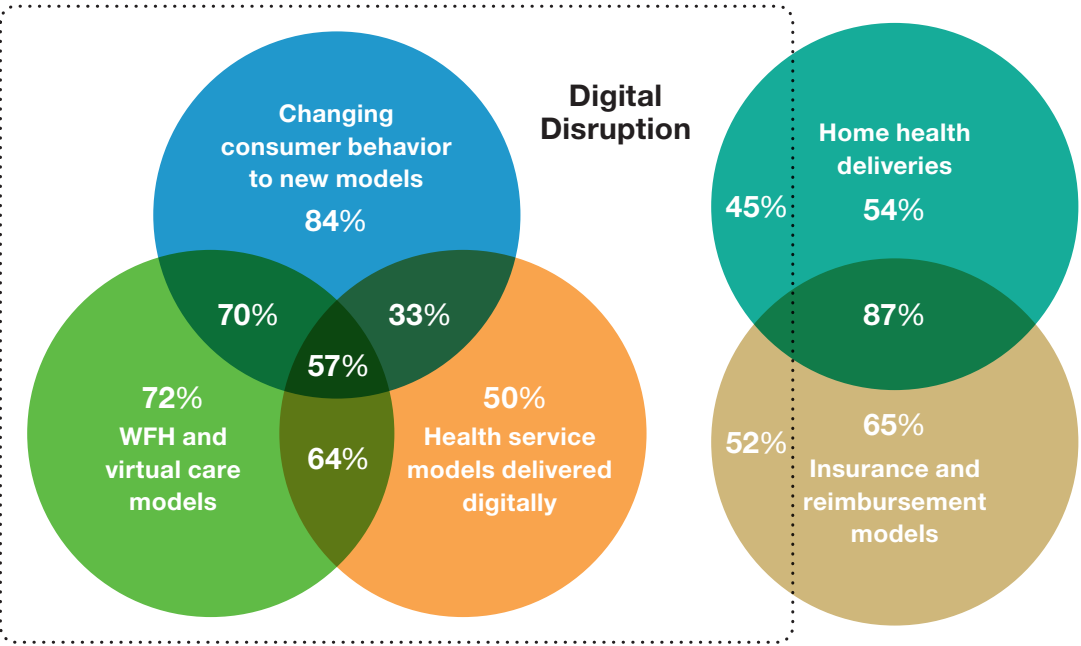 Digital
Disruption
Changing
consumer behavior
to new models
84%
70%
33%
57%
72%
WFH and
virtual care
models
64%
50%
Health service
models delivered
digitally
Home health
deliveries
45%
54%
87%
52%
65%
Insurance and
reimbursement
models